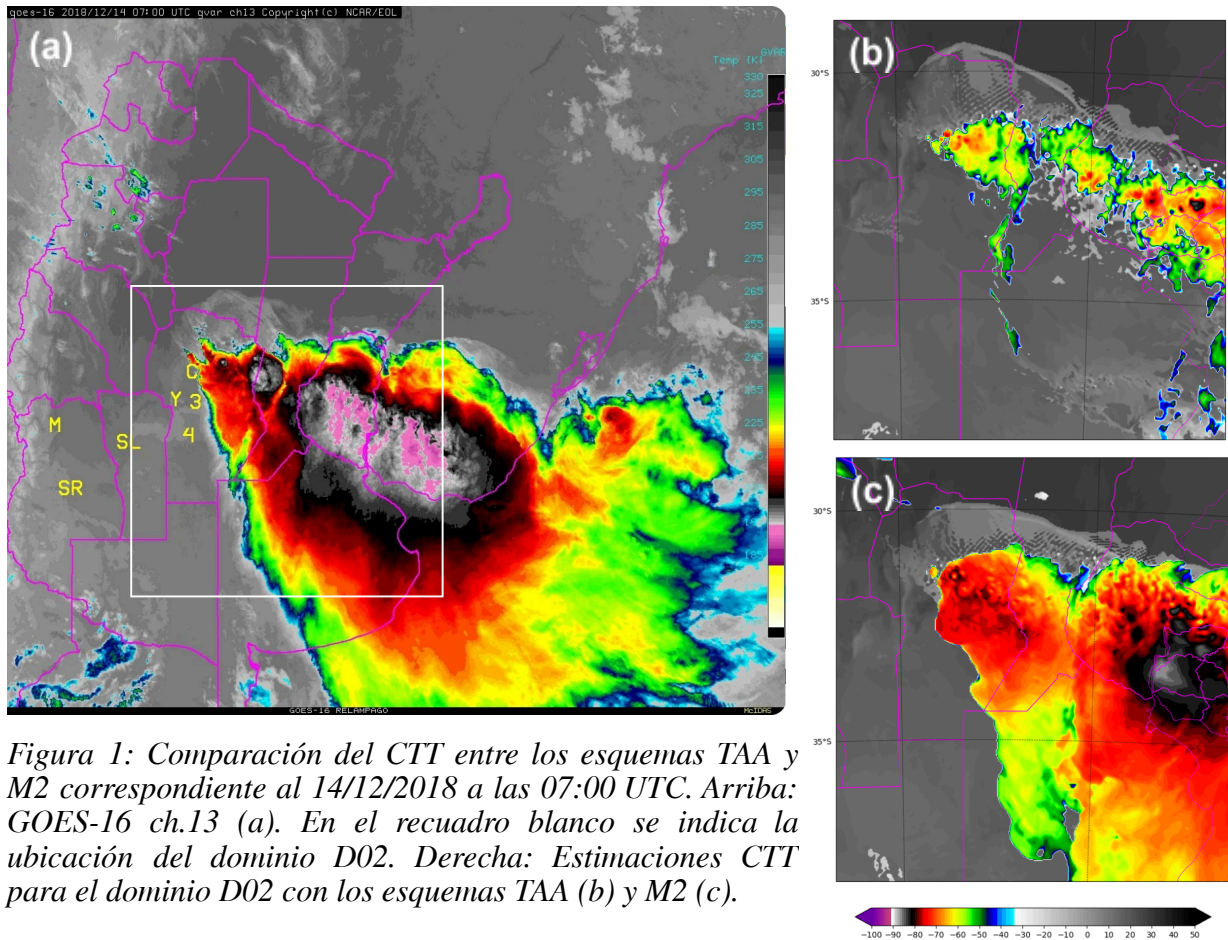 goes-16 2018/12/14 07:00 UTC gvar ch13 Copyright(c) NCAR/EOL
(a)
GVAR
Temp (K)
330
325
315
305
295
285
275
265
255
245
235
225
C
Y 3
4
M
SL
SR
GOES-16 RELAMPAGO
McIDAS
(b)
30°S
35°S
(c)
30°S
35°S
-100 -90 -80 -70 -60 -50 -40 -30 -20 -10 0 10 20 30 40 50
Figura 1: Comparación del CTT entre los esquemas TAA y
M2 correspondiente al 14/12/2018 a las 07:00 UTC. Arriba:
GOES-16 ch.13 (a). En el recuadro blanco se indica la
ubicación del dominio D02. Derecha: Estimaciones CTT
para el dominio D02 con los esquemas TAA (b) y M2 (c).